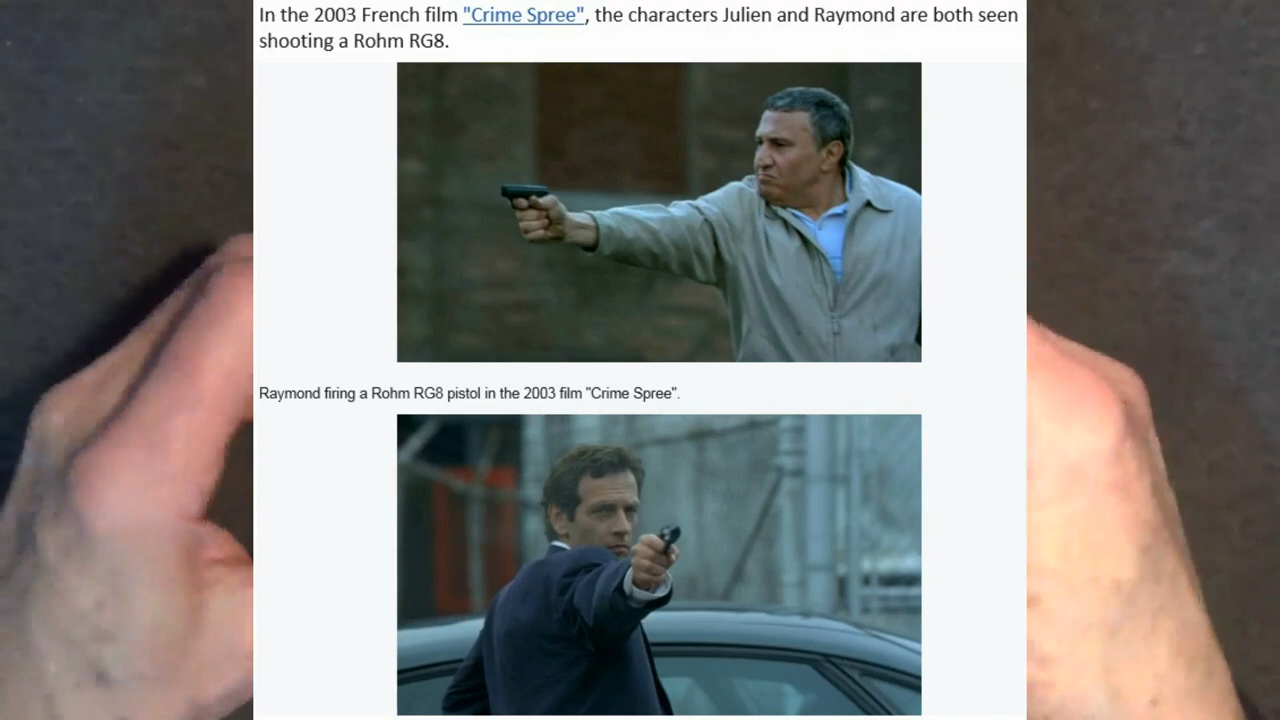 In the 2003 French film "Crime Spree", the characters Julien and Raymond are both seen
shooting a Rohm RG8.
Raymond firing a Rohm RG8 pistol in the 2003 film "Crime Spree".